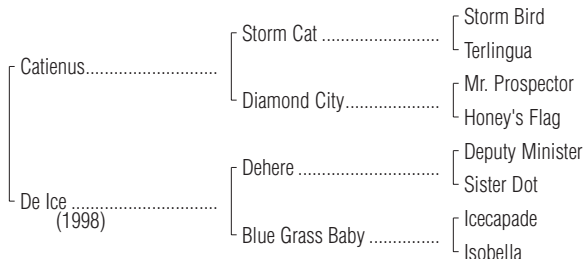 Storm Bird
Storm Cat ........................
Terlingua
Catienus...........................
Mr. Prospector
Diamond City...................
Honey's Flag
Deputy Minister
Dehere ............................
Sister Dot
De Ice .............................
(1998)
Icecapade
Blue Grass Baby ..............
Isobella